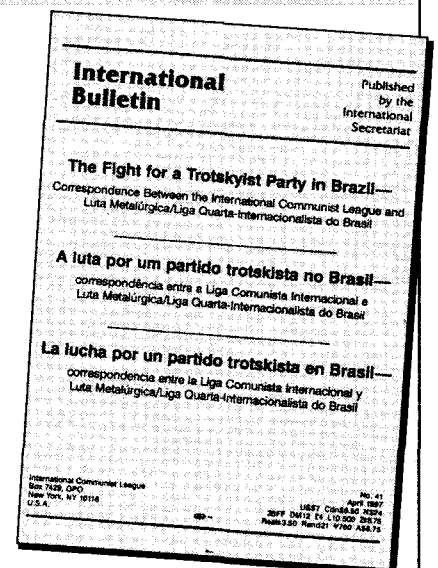 International
Bulletin
Published
by the
International
Secretariat
The Fight for a Trotskyist Party in Brazil—
Correspondence Between the International Communist League and
Luta Metalúrgica/Liga Quarta-Internacionalista do Brasil
A luta por um partido trotskista no Brasil—
correspondência entre a Liga Comunista Internacional e
Luta Metalúrgica/Liga Quarta-Internacionalista do Brasil
La lucha por un partido trotskista en Brasil—
correspondencia entre la Liga Comunista Internacional y
Luta Metalúrgica/Liga Quarta-Internacionalista do Brasil
International Communist League
Box 7429, GPO
New York, NY 10116
U.S.A.
No. 41
April 1997
US$7